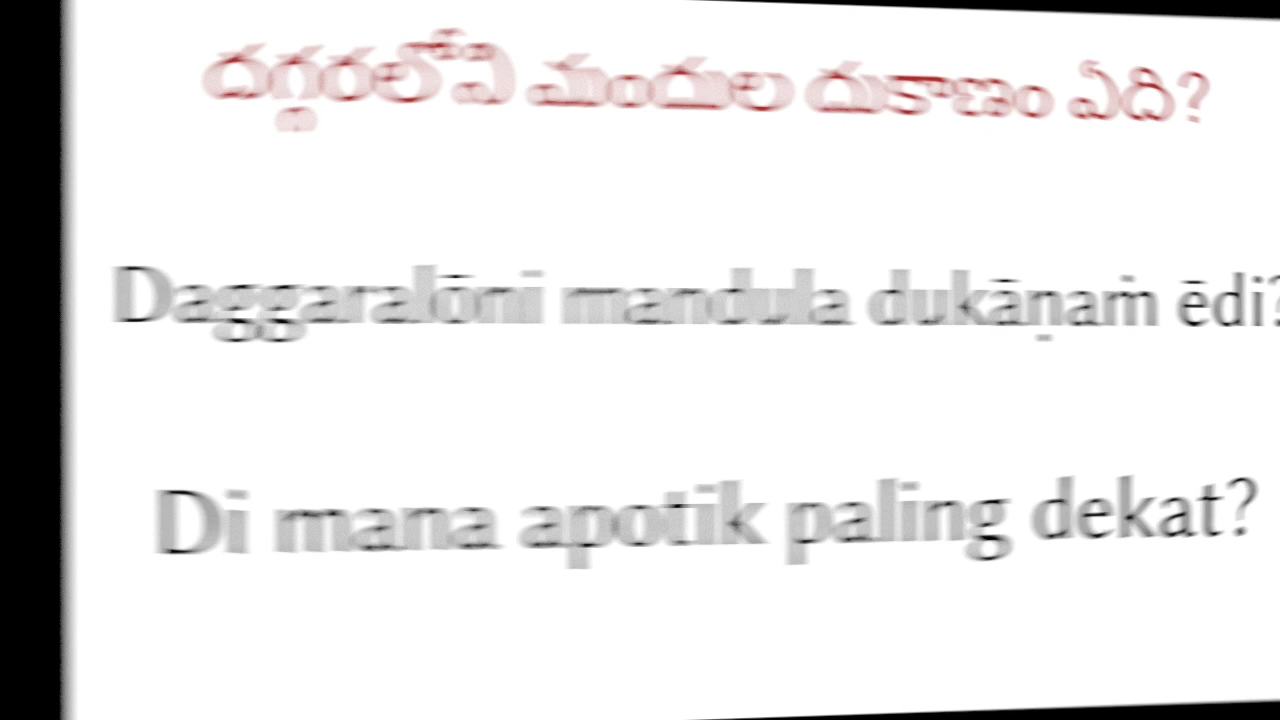 దగ్గరలోని మందుల దుకాణం ఏది?
Daggaralōni mandula dukāṇaṁ ēdi?
Di mana apotik paling dekat?